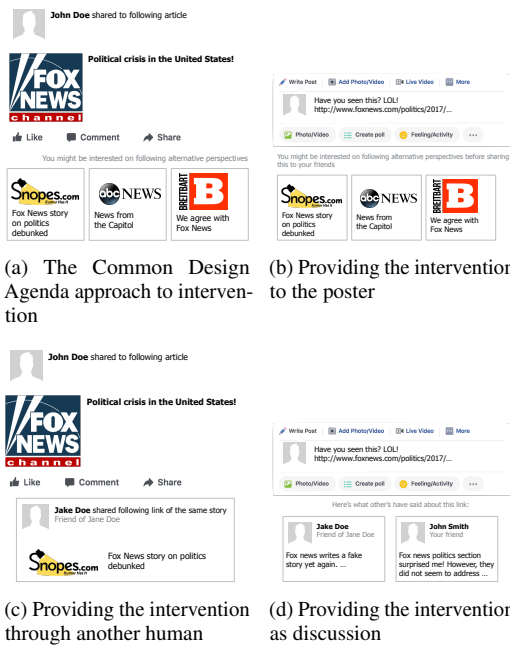 John Doe shared to following article
Political crisis in the United States!
FOX
NEWS
channel
Like Comment Share
You might be interested on following alternative perspectives
Snopes.com
Rumor Has It
Fox News story
on politics
debunked
abc NEWS
News from
the Capitol
BREITBART
B
We agree with
Fox News
(a) The Common Design
Agenda approach to interven-
tion
Write Post Add Photo/Video Live Video More
Have you seen this? LOL!
http://www.foxnews.com/politics/2017/...
Photo/Video Create poll Feeling/Activity ...
You might be interested on following alternative perspectives before sharing
this to your friends
Snopes.com
Rumor Has It
Fox News story
on politics
debunked
abc NEWS
News from
the Capitol
BREITBART
B
We agree with
Fox News
(b) Providing the intervention
to the poster
John Doe shared to following article
Political crisis in the United States!
FOX
NEWS
channel
Like Comment Share
Jake Doe shared following link of the same story
Friend of Jane Doe
Snopes.com
Rumor Has It
Fox News story on politics
debunked
(c) Providing the intervention
through another human
Write Post Add Photo/Video Live Video More
Have you seen this? LOL!
http://www.foxnews.com/politics/2017/...
Photo/Video Create poll Feeling/Activity ...
Here's what other's have said about this link:
Jake Doe
Friend of Jane Doe
Fox news writes a fake
story yet again. ...
John Smith
Your friend
Fox news politics section
surprised me! However, they
did not seem to address ...
(d) Providing the intervention
as discussion